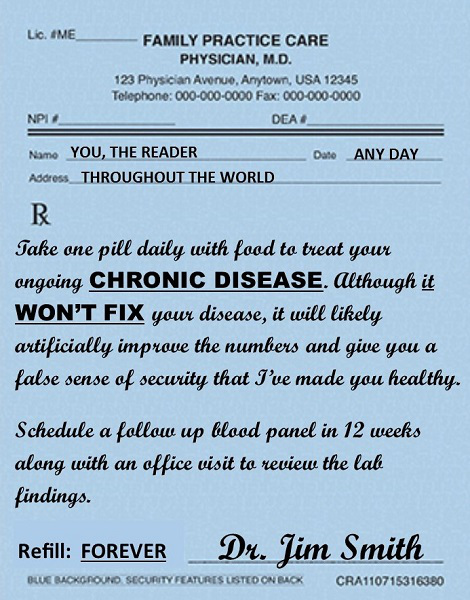 Lic. #ME
FAMILY PRACTICE CARE
PHYSICIAN, M.D.
123 Physician Avenue, Anytown, USA 12345
Telephone: 000-000-0000 Fax: 000-000-0000
NPI # DEA #
Name YOU, THE READER Date ANY DAY
Address THROUGHOUT THE WORLD
℞
Take one pill daily with food to treat your
ongoing CHRONIC DISEASE. Although it
WON'T FIX your disease, it will likely
artificially improve the numbers and give you a
false sense of security that I've made you healthy.
Schedule a follow up blood panel in 12 weeks
along with an office visit to review the lab
findings.
Refill: FOREVER Dr. Jim Smith
BLUE BACKGROUND, SECURITY FEATURES LISTED ON BACK CRA110715316380